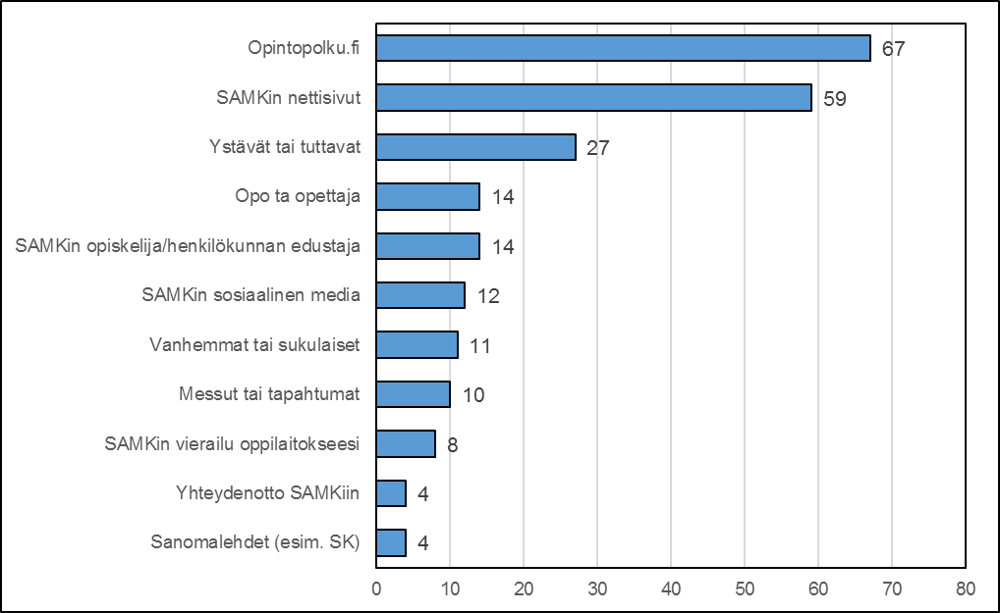 Opintopolku.fi 67
SAMKin nettisivut 59
Ystävät tai tuttavat 27
Opo ta opettaja 14
SAMKin opiskelija/henkilökunnan edustaja 14
SAMKin sosiaalinen media 12
Vanhemmat tai sukulaiset 11
Messut tai tapahtumat 10
SAMKin vierailu oppilaitokseesi 8
Yhteydenotto SAMKiin 4
Sanomalehdet (esim. SK) 4
0 10 20 30 40 50 60 70 80